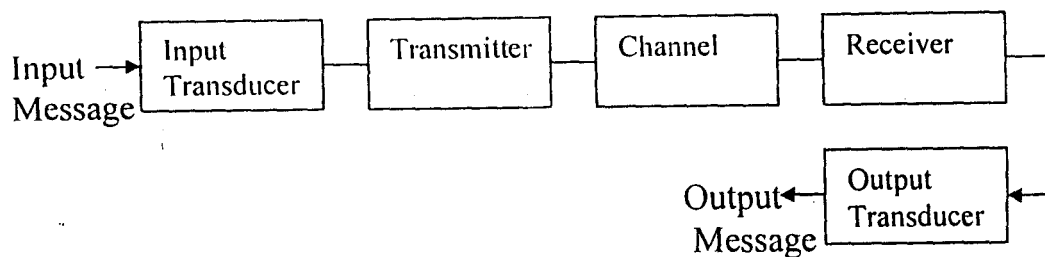 Input
Message
Input
Transducer
Transmitter
Channel
Receiver
Output
Transducer
Output
Message